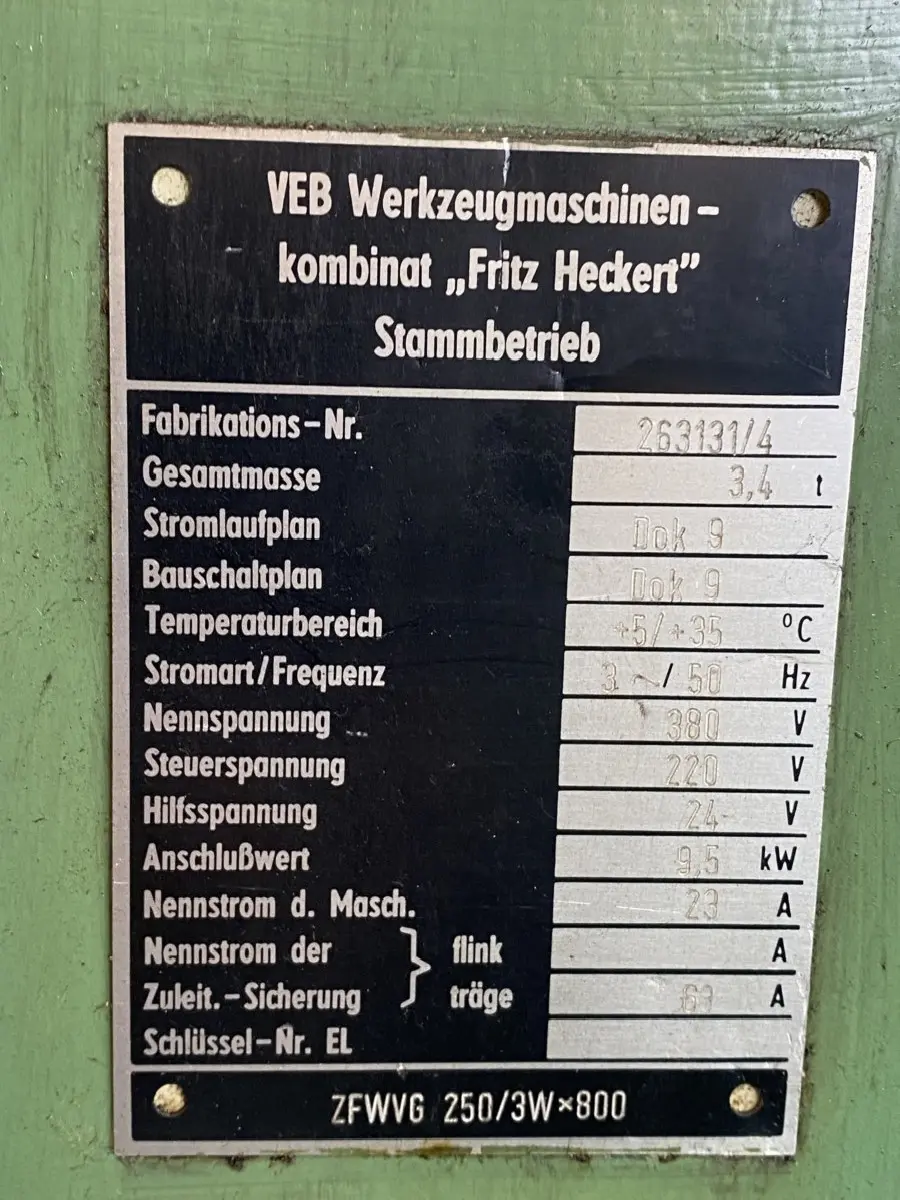 VEB Werkzeugmaschinen-
kombinat „Fritz Heckert”
Stammbetrieb
Fabrikations-Nr. 263131/4
Gesamtmasse 3,4 t
Stromlaufplan Dok 9
Bauschaltplan Dok 9
Temperaturbereich +5/+35 °C
Stromart/Frequenz 3 ~/ 50 Hz
Nennspannung 380 V
Steuerspannung 220 V
Hilfsspannung 24 V
Anschlußwert 9,5 kW
Nennstrom d. Masch. 23 A
Nennstrom der } flink A
Zuleit.-Sicherung träge 63 A
Schlüssel-Nr. EL
ZFWVG 250/3W×800